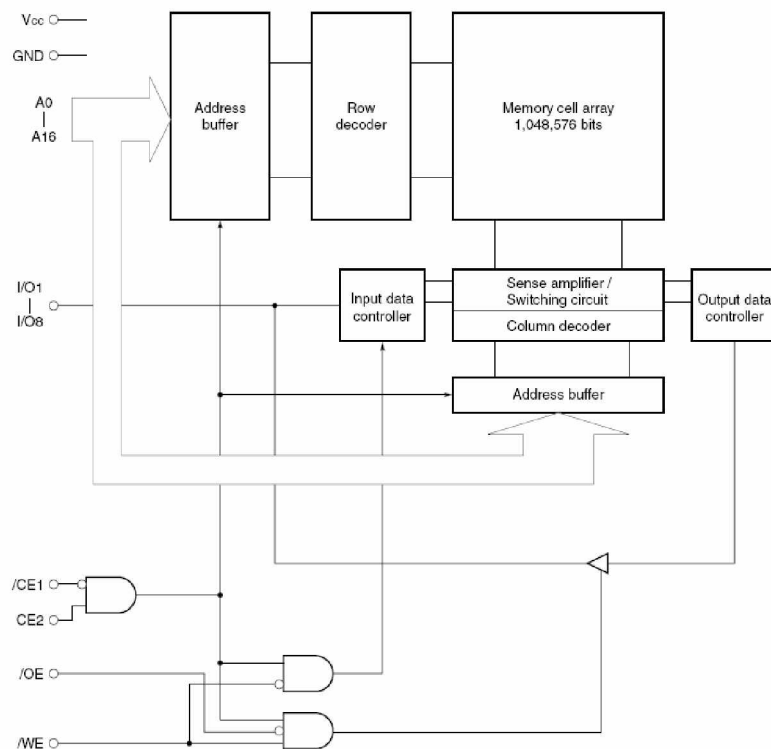 Vcc
GND
A0
A16
Address
buffer
Row
decoder
Memory cell array
1,048,576 bits
I/O1
I/O8
Input data
controller
Sense amplifier /
Switching circuit
Column decoder
Output data
controller
Address buffer
/CE1
CE2
/OE
/WE